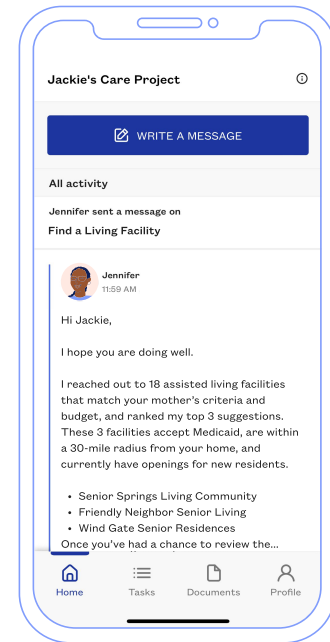 Jackie's Care Project
WRITE A MESSAGE
All activity
Jennifer sent a message on
Find a Living Facility
Jennifer
11:59 AM
Hi Jackie,
I hope you are doing well.
I reached out to 18 assisted living facilities
that match your mother's criteria and
budget, and ranked my top 3 suggestions.
These 3 facilities accept Medicaid, are within
a 30-mile radius from your home, and
currently have openings for new residents.
• Senior Springs Living Community
• Friendly Neighbor Senior Living
• Wind Gate Senior Residences
Once you've had a chance to review the...
Home Tasks Documents Profile